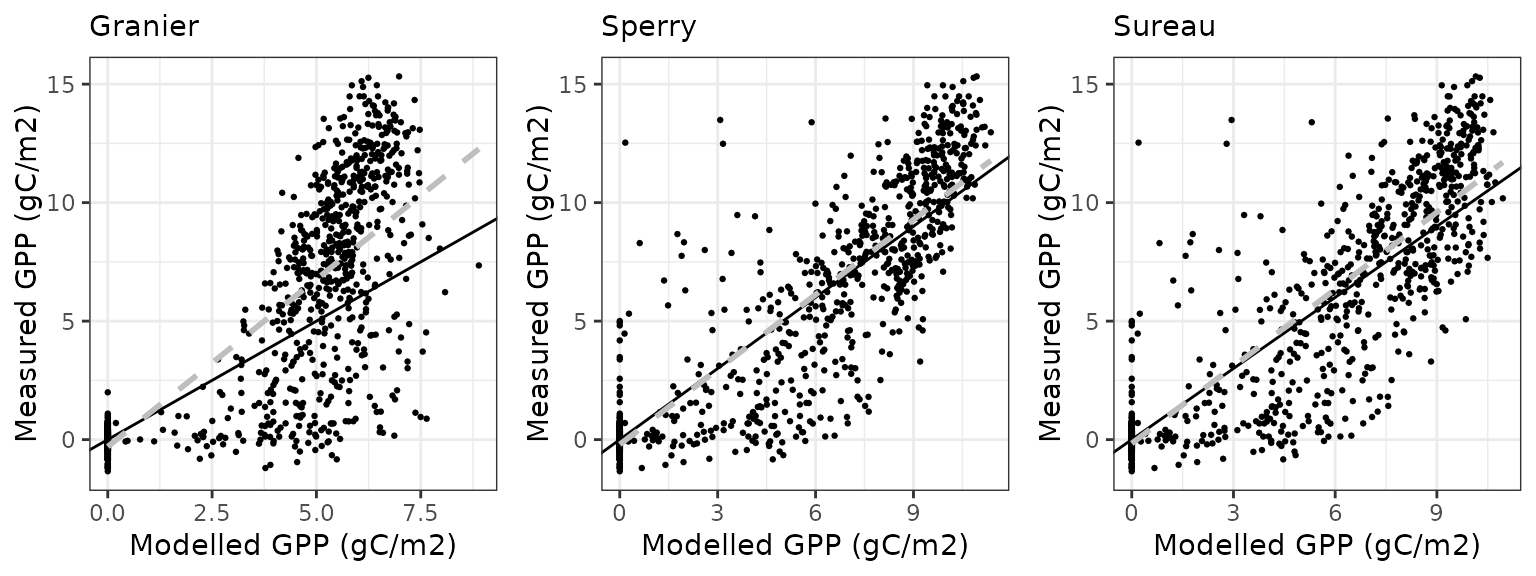 Granier
Measured GPP (gC/m2)
15
10
5
0
0.0 2.5 5.0 7.5
Modelled GPP (gC/m2)
Sperry
Measured GPP (gC/m2)
15
10
5
0
0 3 6 9
Modelled GPP (gC/m2)
Sureau
Measured GPP (gC/m2)
15
10
5
0
0 3 6 9
Modelled GPP (gC/m2)